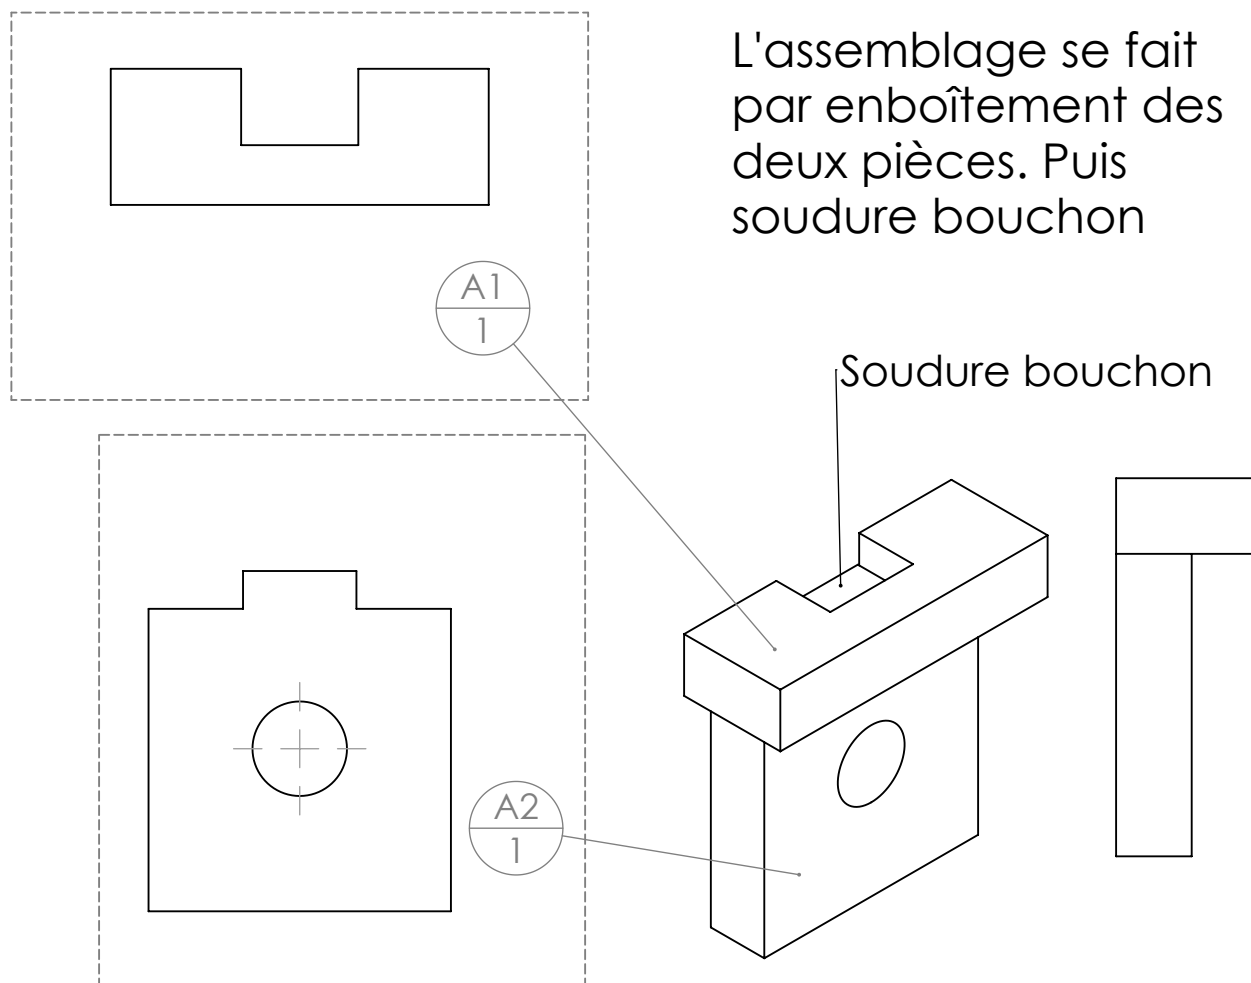 L'assemblage se fait
par enboîtement des
deux pièces. Puis
soudure bouchon
A1
1
Soudure bouchon
A2
1